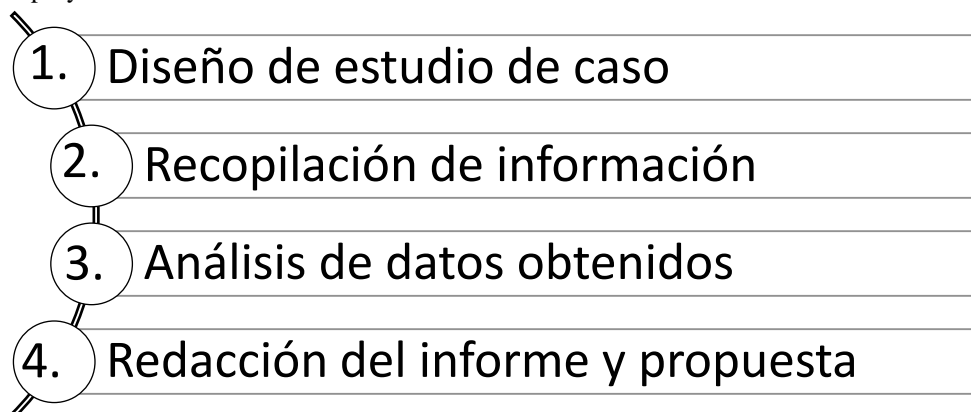 1. Diseño de estudio de caso
2. Recopilación de información
3. Análisis de datos obtenidos
4. Redacción del informe y propuesta